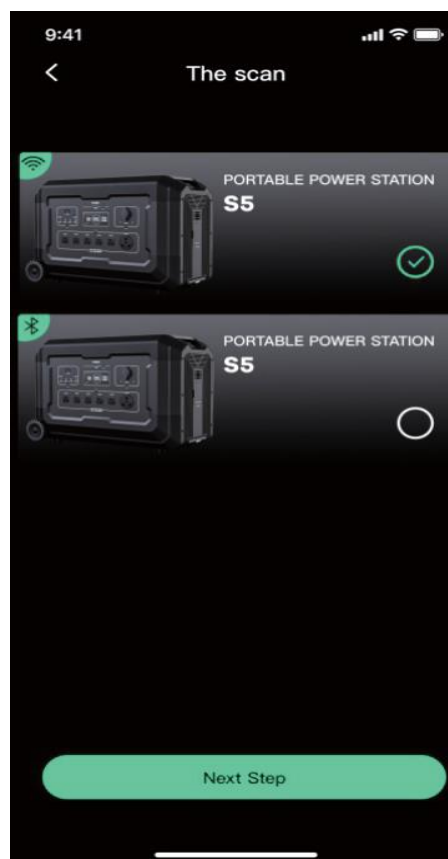 9:41
The scan
PORTABLE POWER STATION
S5
PORTABLE POWER STATION
S5
Next Step